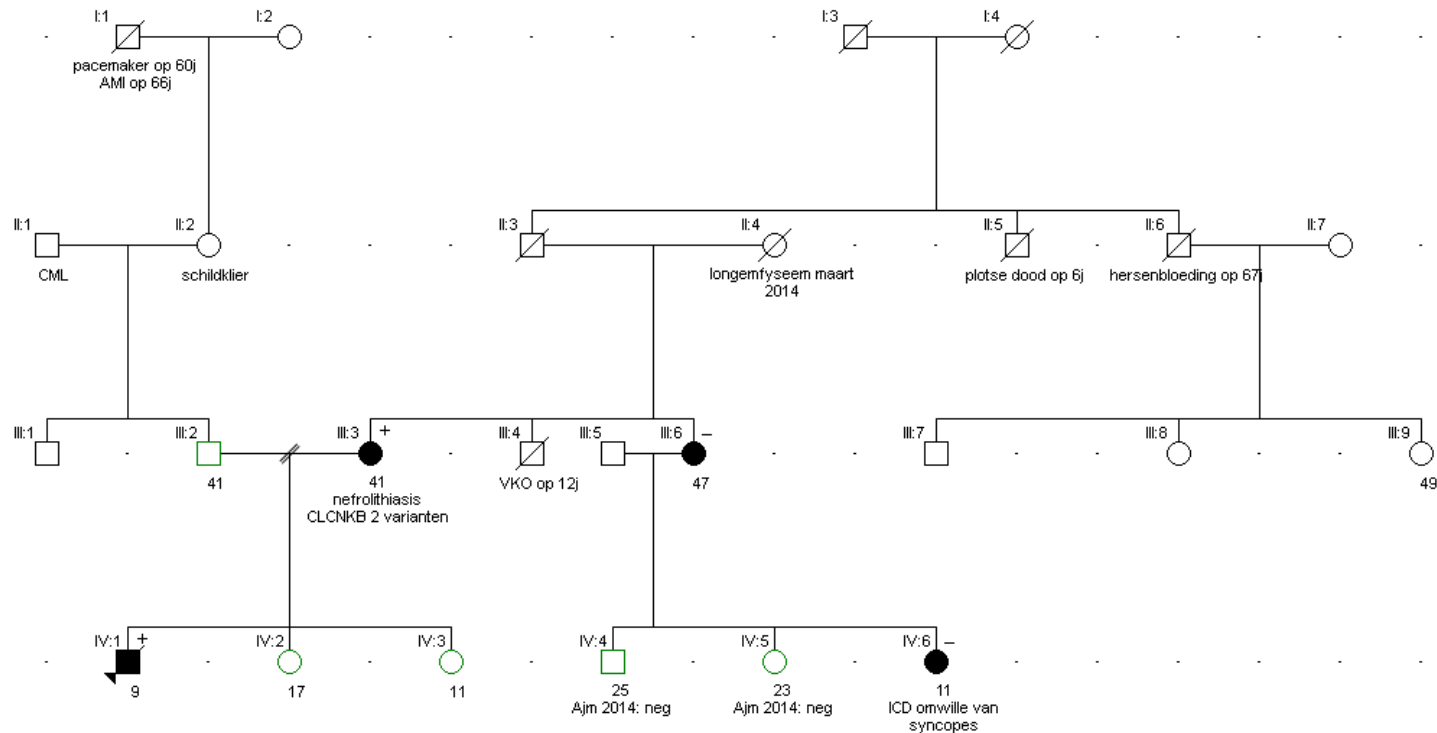 I:1
I:2
I:3
I:4
pacemaker op 60j
AMI op 66j
II:1
II:2
II:3
II:4
II:5
II:6
II:7
CML
schildklier
longemfyseem maart
2014
plotse dood op 6j
hersenbloeding op 67j
III:1
III:2
III:3
+
III:4
III:5
III:6
–
III:7
III:8
III:9
41
41
nefrolithiasis
CLCNKB 2 varianten
VKO op 12j
47
49
IV:1
+
IV:2
IV:3
IV:4
IV:5
IV:6
–
9
17
11
25
Ajm 2014: neg
23
Ajm 2014: neg
11
ICD omwille van
syncopes